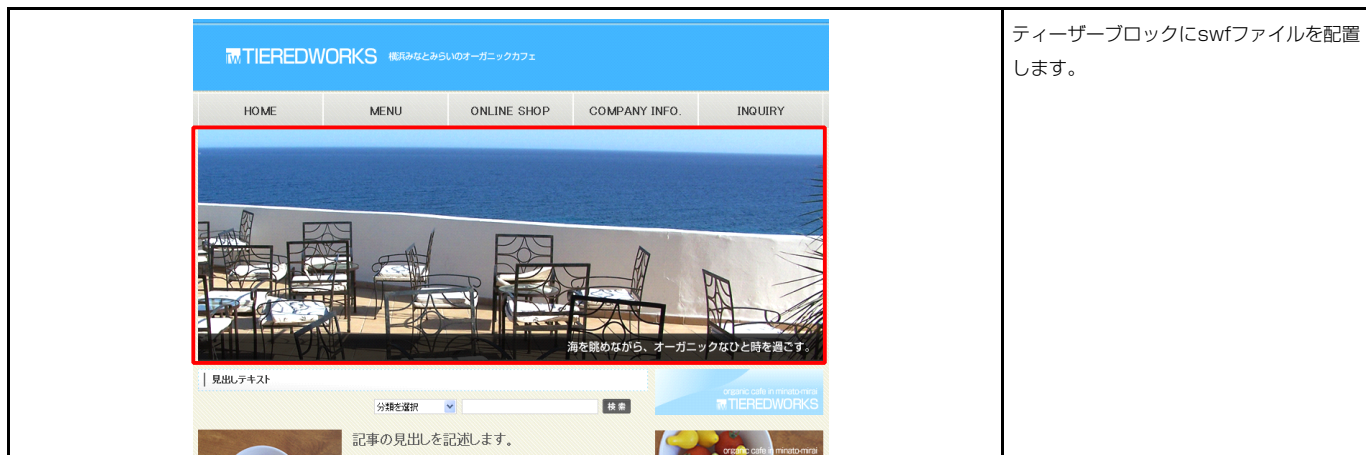 TW TIEREDWORKS 横浜みなとみらいのオーガニックカフェ
HOME MENU ONLINE SHOP COMPANY INFO. INQUIRY
海を眺めながら、オーガニックなひと時を過ごす。
見出しテキスト
分類を選択 検索
organic cafe in minato-mirai
TW TIEREDWORKS
記事の見出しを記述します。
organic cafe in minato-mirai
ティーザーブロックにswfファイルを配置
します。